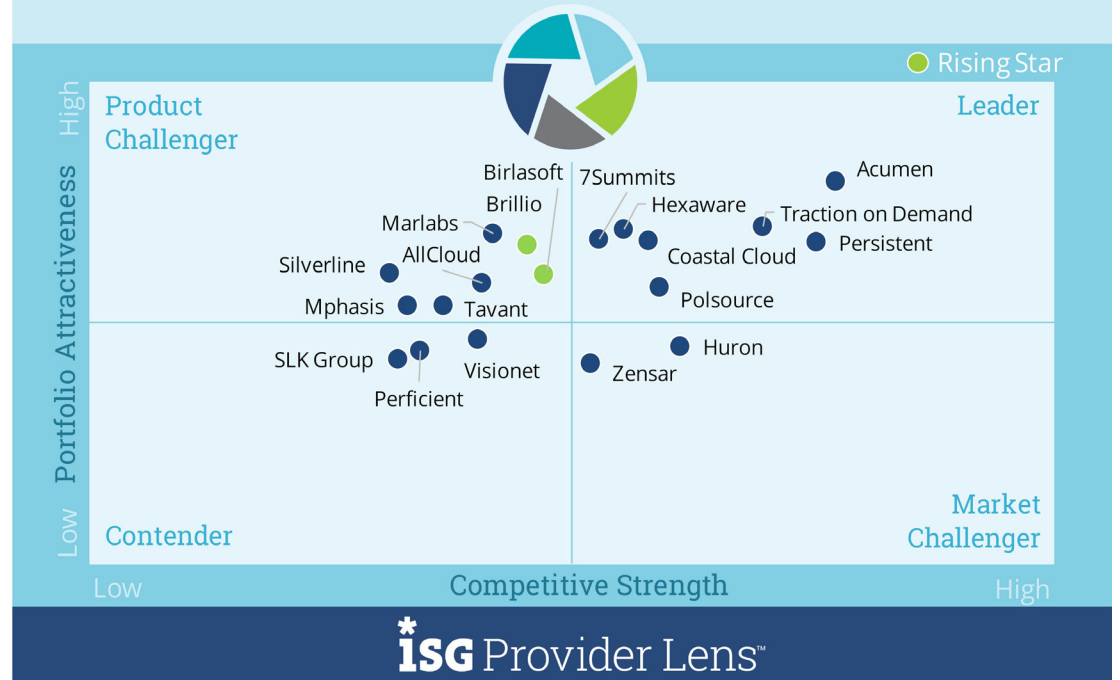 Rising Star
High
Product
Challenger
Leader
Birlasoft
7Summits
Acumen
Brillio
Hexaware
Traction on Demand
Marlabs
Persistent
AllCloud
Coastal Cloud
Silverline
Polsource
Mphasis
Tavant
Portfolio Attractiveness
SLK Group
Visionet
Huron
Zensar
Perficient
Low
Contender
Market
Challenger
Low
Competitive Strength
High
*ISG Provider Lens™